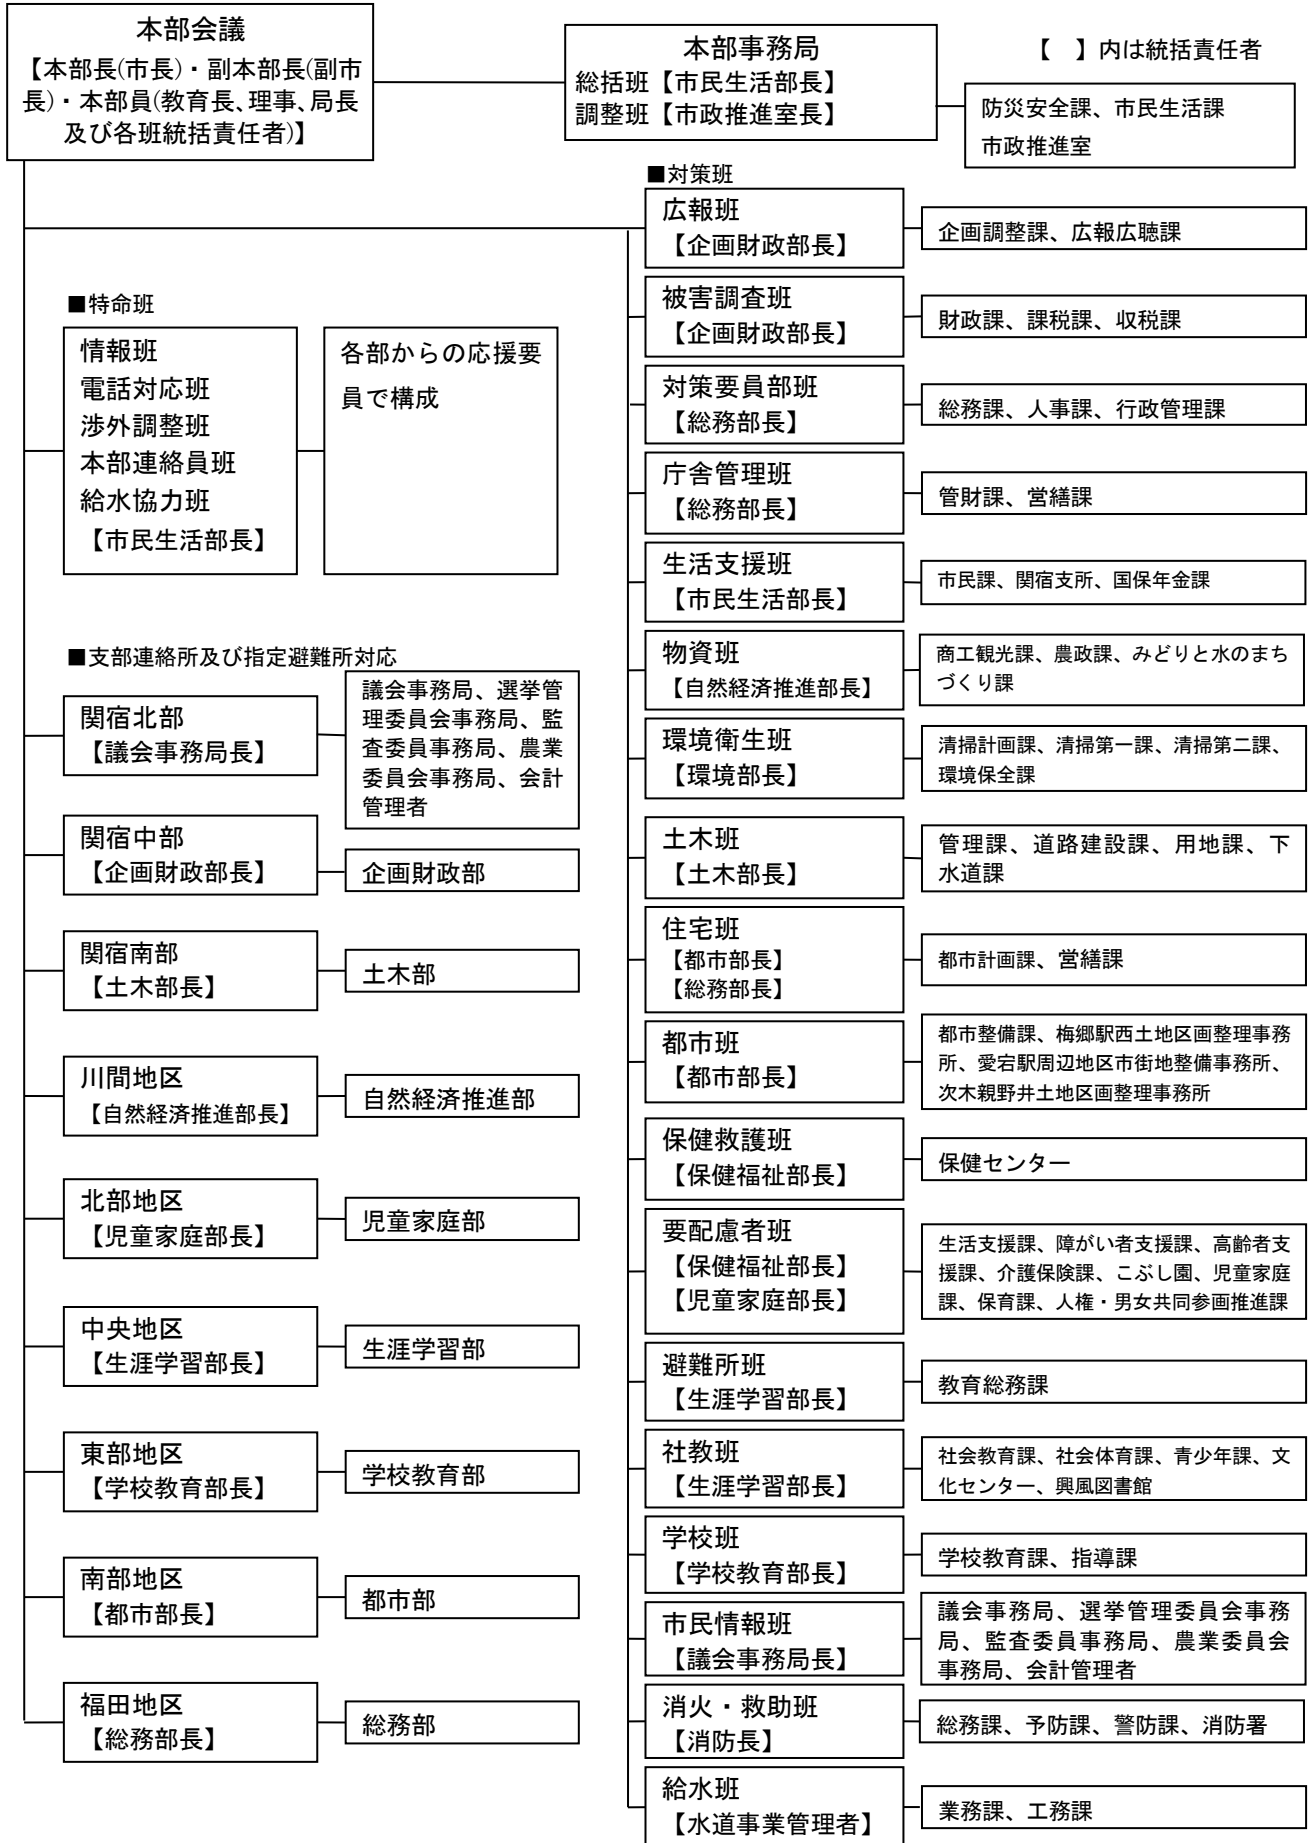 本部会議
【本部長(市長)・副本部長(副市
長)・本部員(教育長、理事、局長
及び各班統括責任者)】
本部事務局
総括班【市民生活部長】
調整班【市政推進室長】
【　】内は統括責任者
防災安全課、市民生活課
市政推進室
■特命班
情報班
電話対応班
渉外調整班
本部連絡員班
給水協力班
【市民生活部長】
各部からの応援要
員で構成
■支部連絡所及び指定避難所対応
関宿北部
【議会事務局長】
議会事務局、選挙管
理委員会事務局、監
査委員事務局、農業
委員会事務局、会計
管理者
関宿中部
【企画財政部長】
企画財政部
関宿南部
【土木部長】
土木部
川間地区
【自然経済推進部長】
自然経済推進部
北部地区
【児童家庭部長】
児童家庭部
中央地区
【生涯学習部長】
生涯学習部
東部地区
【学校教育部長】
学校教育部
南部地区
【都市部長】
都市部
福田地区
【総務部長】
総務部
■対策班
広報班
【企画財政部長】
企画調整課、広報広聴課
被害調査班
【企画財政部長】
財政課、課税課、収税課
対策要員部班
【総務部長】
総務課、人事課、行政管理課
庁舎管理班
【総務部長】
管財課、営繕課
生活支援班
【市民生活部長】
市民課、関宿支所、国保年金課
物資班
【自然経済推進部長】
商工観光課、農政課、みどりと水のまち
づくり課
環境衛生班
【環境部長】
清掃計画課、清掃第一課、清掃第二課、
環境保全課
土木班
【土木部長】
管理課、道路建設課、用地課、下
水道課
住宅班
【都市部長】
【総務部長】
都市計画課、営繕課
都市班
【都市部長】
都市整備課、梅郷駅西土地区画整理事務
所、愛宕駅周辺地区市街地整備事務所、
次木親野井土地区画整理事務所
保健救護班
【保健福祉部長】
保健センター
要配慮者班
【保健福祉部長】
【児童家庭部長】
生活支援課、障がい者支援課、高齢者支
援課、介護保険課、こぶし園、児童家庭
課、保育課、人権・男女共同参画推進課
避難所班
【生涯学習部長】
教育総務課
社教班
【生涯学習部長】
社会教育課、社会体育課、青少年課、文
化センター、興風図書館
学校班
【学校教育部長】
学校教育課、指導課
市民情報班
【議会事務局長】
議会事務局、選挙管理委員会事務
局、監査委員事務局、農業委員会
事務局、会計管理者
消火・救助班
【消防長】
総務課、予防課、警防課、消防署
給水班
【水道事業管理者】
業務課、工務課